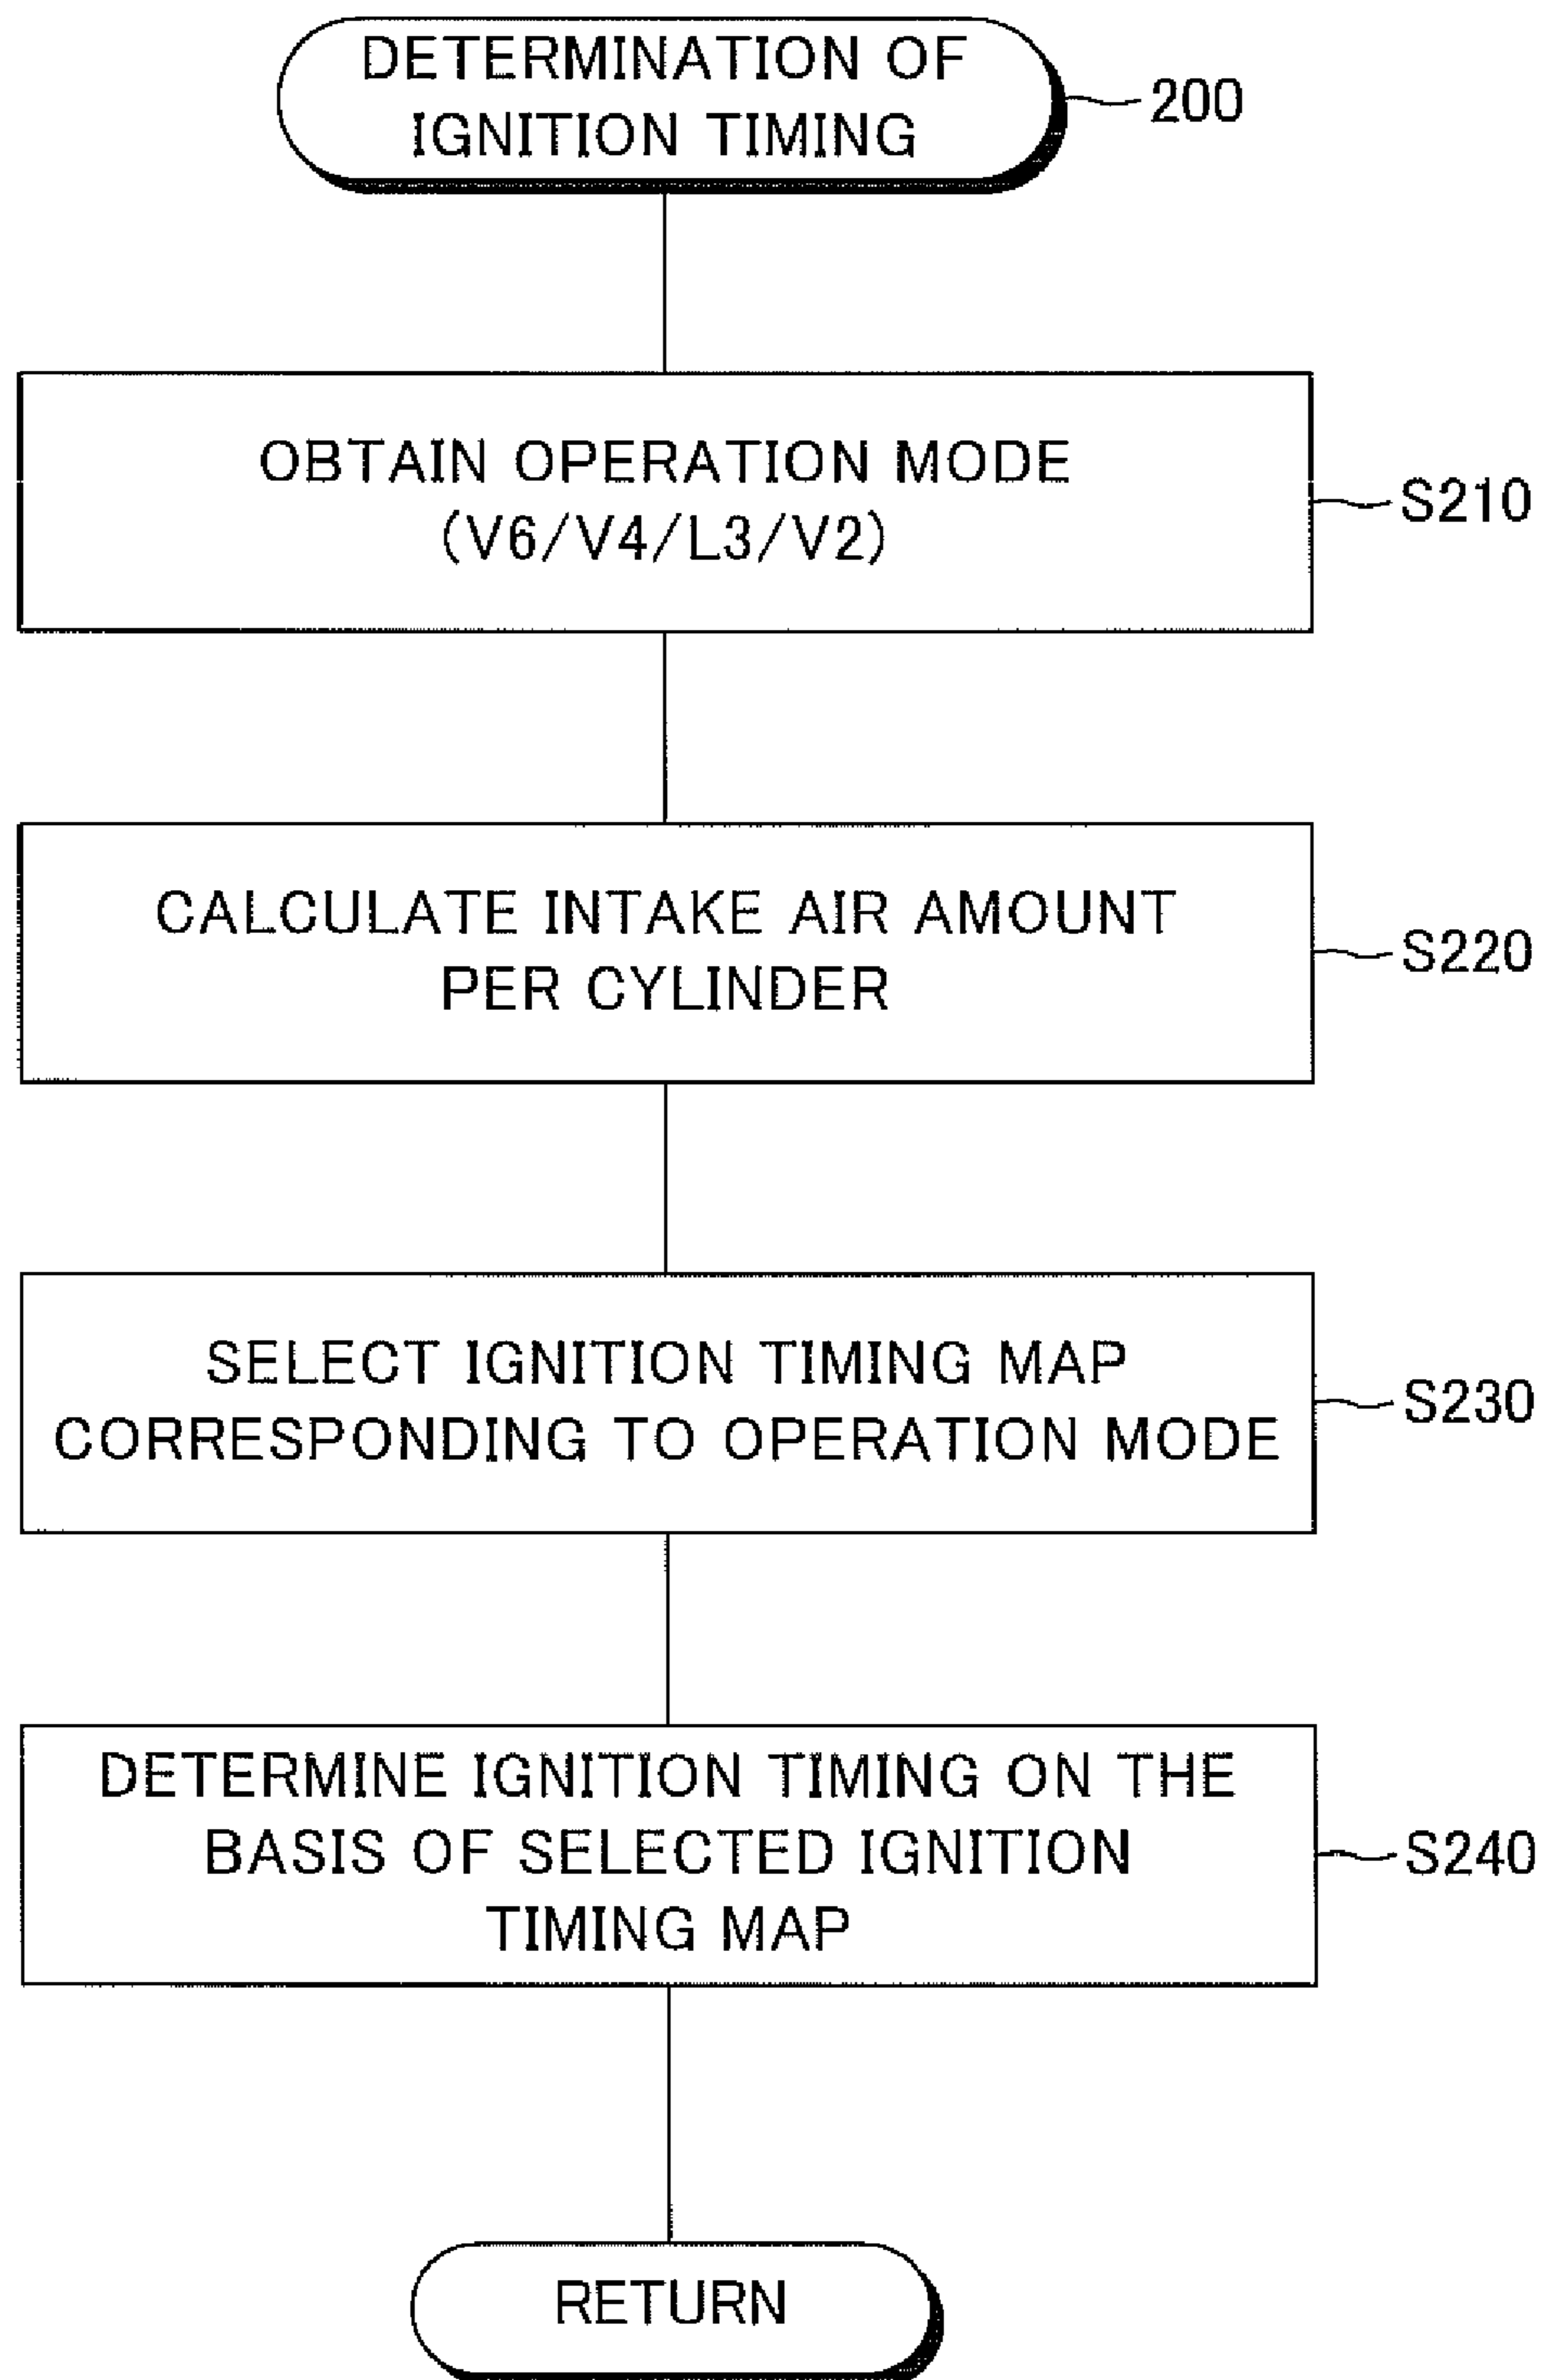 DETERMINATION OF
IGNITION TIMING
200
OBTAIN OPERATION MODE
(V6/V4/L3/V2)
S210
CALCULATE INTAKE AIR AMOUNT
PER CYLINDER
S220
SELECT IGNITION TIMING MAP
CORRESPONDING TO OPERATION MODE
S230
DETERMINE IGNITION TIMING ON THE
BASIS OF SELECTED IGNITION
TIMING MAP
S240
RETURN